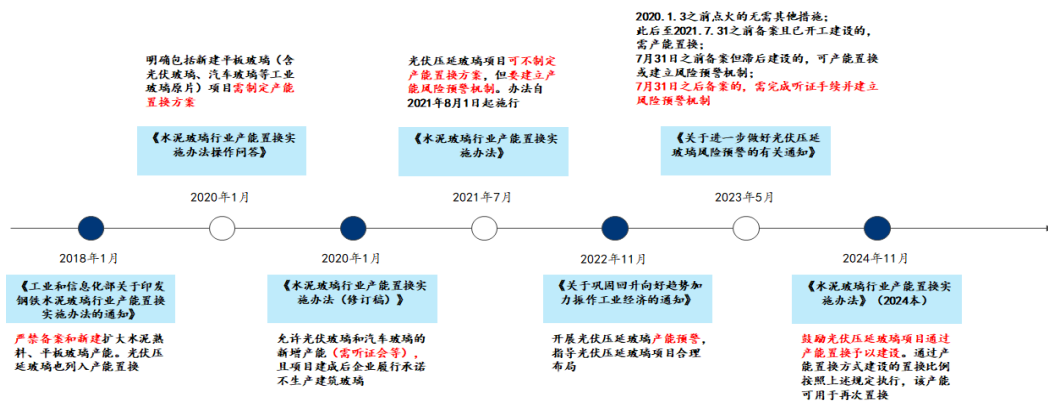 明确包括新建平板玻璃（含
光伏玻璃、汽车玻璃等工业
玻璃原片）项目需制定产能
置换方案
《水泥玻璃行业产能置换实
施办法操作问答》
2020年1月
光伏压延玻璃项目可不制定
产能置换方案，但要建立产
能风险预警机制。办法自
2021年8月1日起施行
《水泥玻璃行业产能置换实
施办法》
2021年7月
2020.1.3之前点火的无需其他措施；
此后至2021.7.31之前备案且已开工建设的，
需产能置换；
7月31日之前备案但滞后建设的，可产能置换
或建立风险预警机制；
7月31日之后备案的，需完成听证手续并建立
风险预警机制
《关于进一步做好光伏压延
玻璃风险预警的有关通知》
2023年5月
2018年1月
《工业和信息化部关于印发
钢铁水泥玻璃行业产能置换
实施办法的通知》
严禁备案和新建扩大水泥熟
料、平板玻璃产能。光伏压
延玻璃也列入产能置换
2020年1月
《水泥玻璃行业产能置换实
施办法（修订稿）》
允许光伏玻璃和汽车玻璃的
新增产能（需听证会等），
且项目建成后企业履行承诺
不生产建筑玻璃
2022年11月
《关于巩固回升向好趋势加
力振作工业经济的通知》
开展光伏压延玻璃产能预警，
指导光伏压延玻璃项目合理
布局
2024年11月
《水泥玻璃行业产能置换实
施办法》（2024本）
鼓励光伏压延玻璃项目通过
产能置换予以建设。通过产
能置换方式建设的置换比例
按照上述规定执行，该产能
可用于再次置换